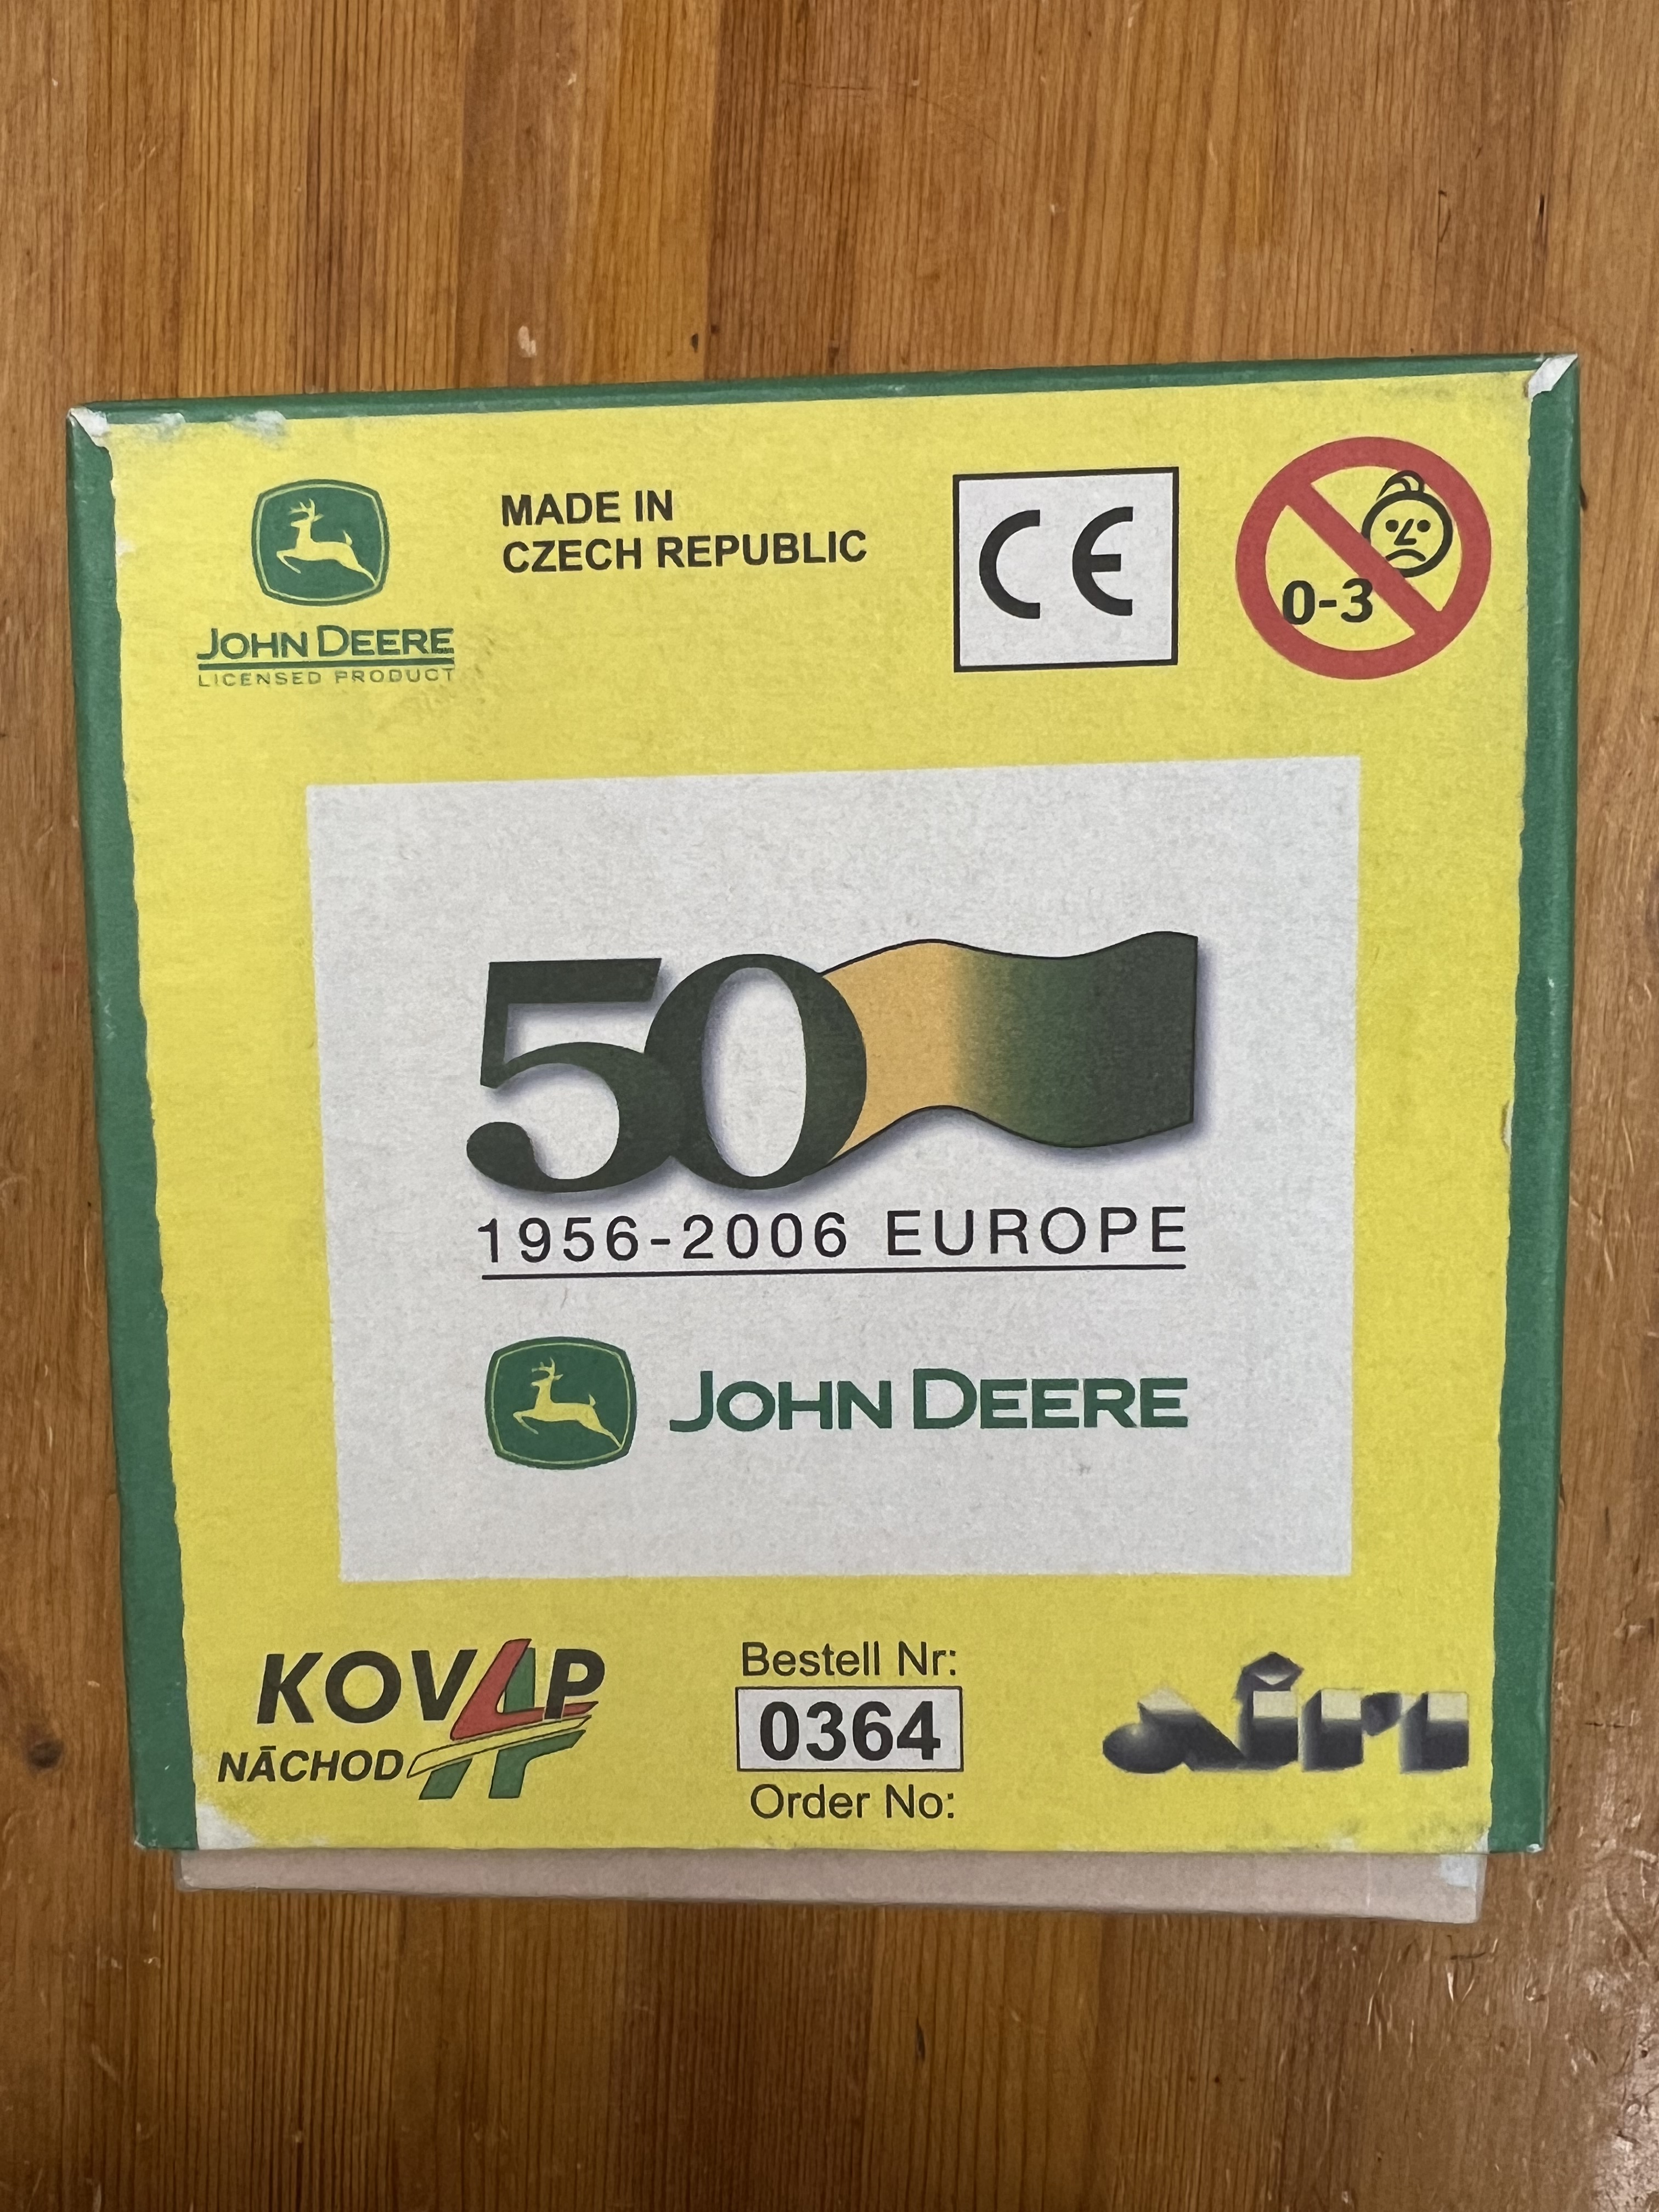 MADE IN
CZECH REPUBLIC
CE
0-3
JOHN DEERE
LICENSED PRODUCT
50
1956-2006 EUROPE
JOHN DEERE
KOVAP
NĀCHOD
Bestell Nr:
0364
Order No: